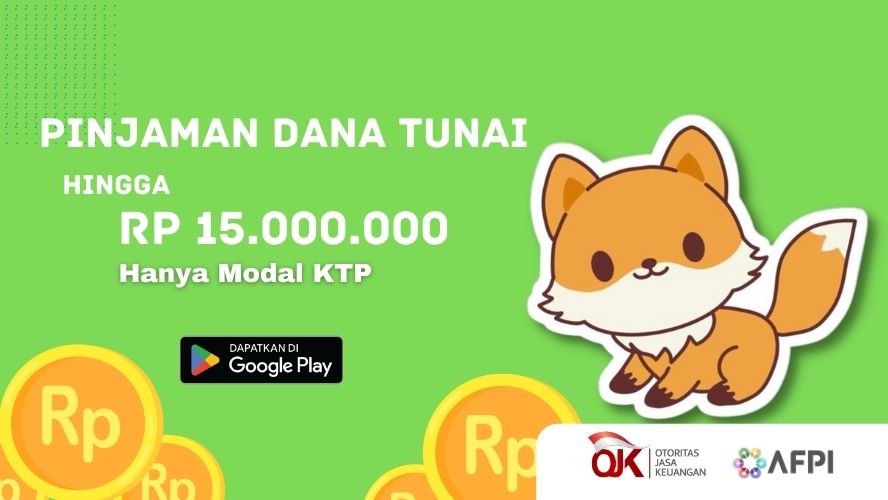 PINJAMAN DANA TUNAI
HINGGA
RP 15.000.000
Hanya Modal KTP
DAPATKAN DI
Google Play
Rp
Rp
Rp
Rp
OJK
OTORITAS
JASA
KEUANGAN
AFPI